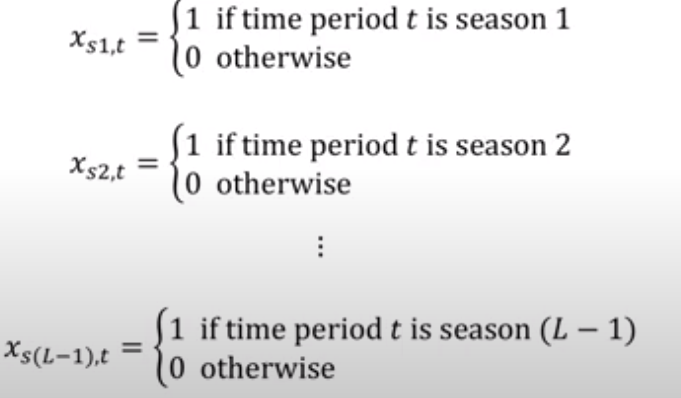 x_{s1,t} = {1 if time period t is season 1
0 otherwise
x_{s2,t} = {1 if time period t is season 2
0 otherwise
⋮
x_{s(L−1),t} = {1 if time period t is season (L − 1)
0 otherwise